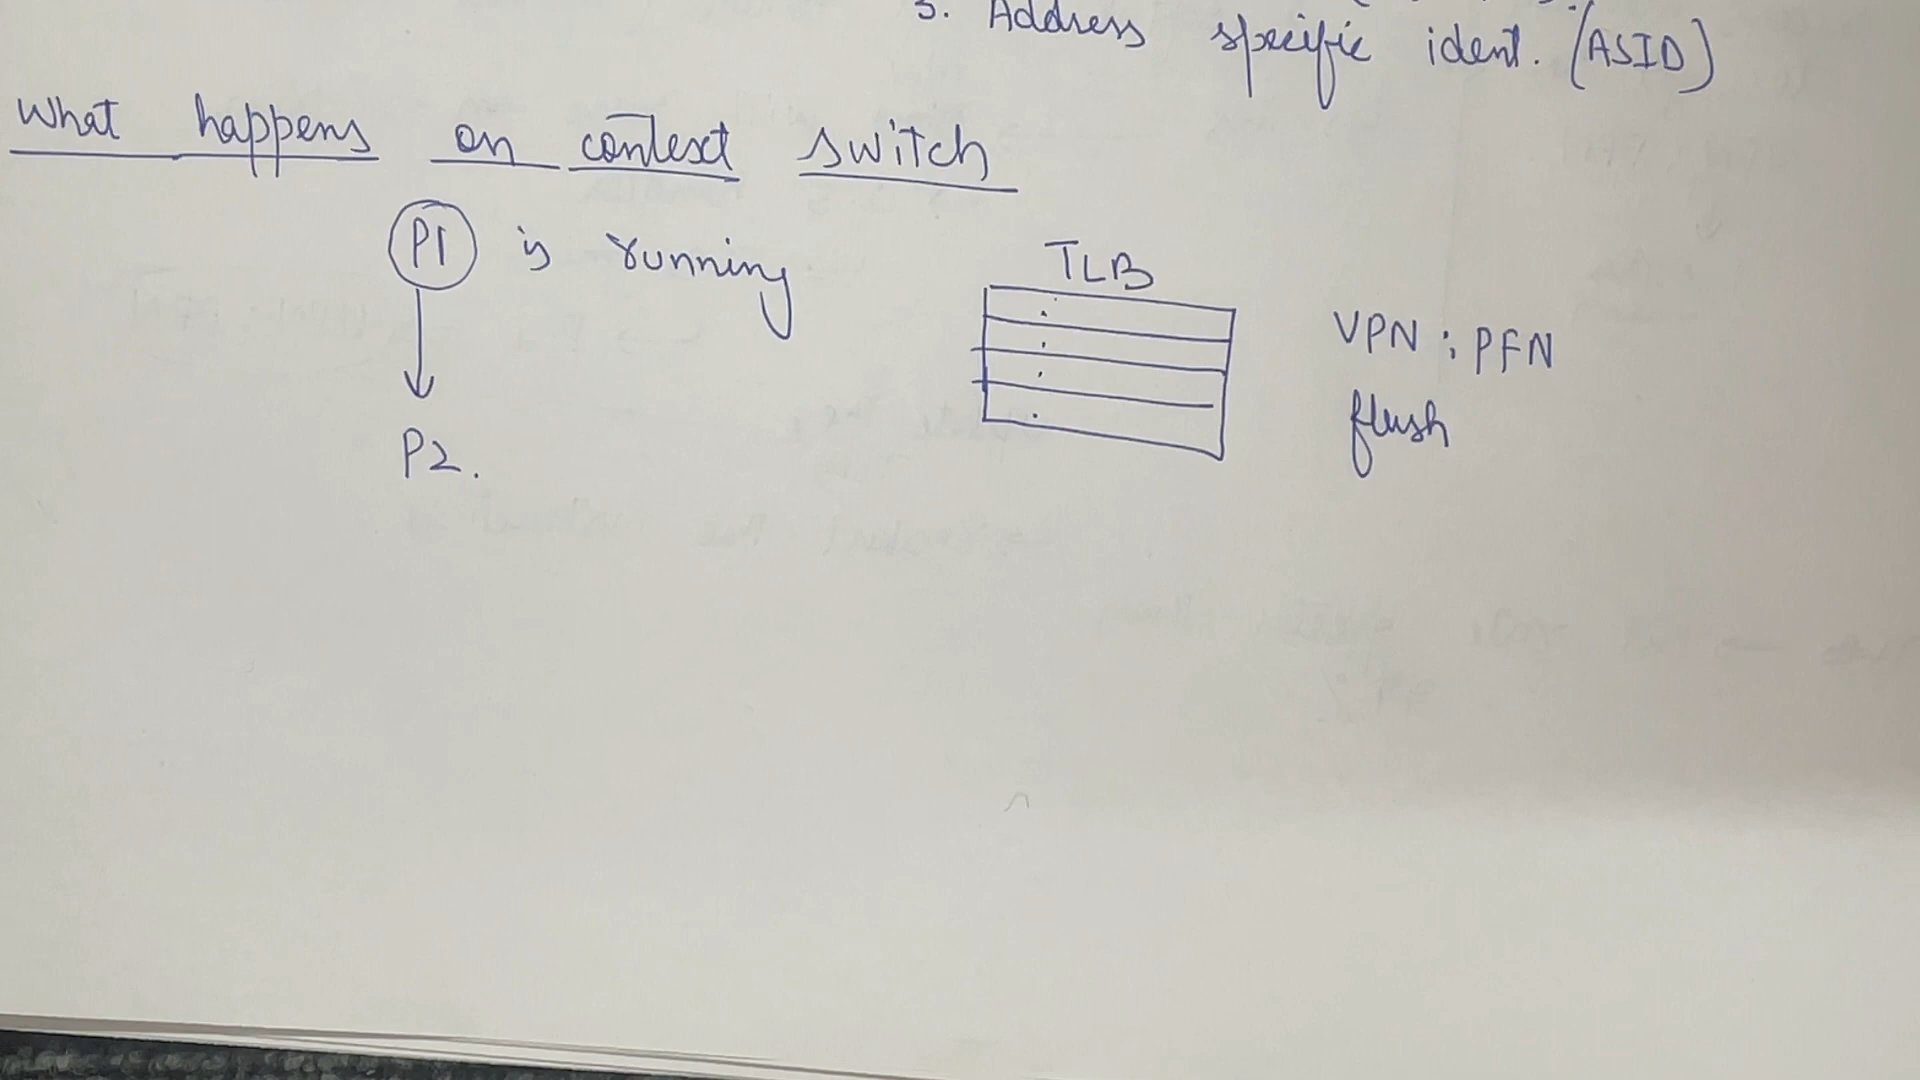 3. Address specific ident. (ASID)
What happens on context switch
P1 is running
TLB
VPN : PFN
flush
P2.